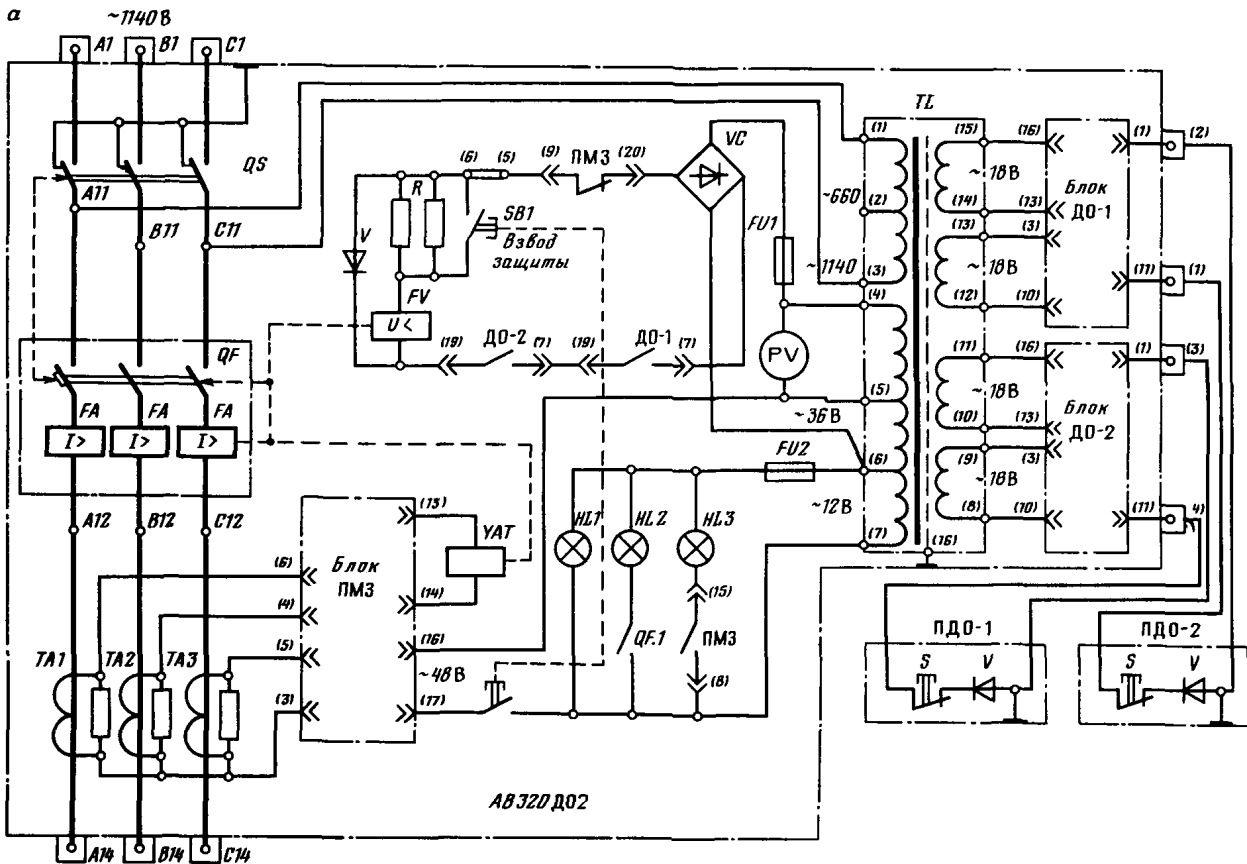 а
~1140 В
A1
B1
C1
QS
A11
B11
C11
QF
FA
FA
FA
I>
I>
I>
A12
B12
C12
TA1
TA2
TA3
A14
B14
C14
V
R
(6)
(5)
(9)
ПМЗ
(20)
VC
SB1
Взвод
защиты
FV
U<
(19)
ДО-2
(7)
(19)
ДО-1
(7)
FU1
PV
FU2
Блок
ПМЗ
(6)
(4)
(5)
(3)
(13)
(14)
(16)
~48В
(17)
YAT
HL1
HL2
HL3
QF.1
(15)
ПМЗ
(8)
TL
(1)
~660
(2)
~1140
(3)
(4)
(5)
~36В
(6)
~12В
(7)
(15)
~18В
(14)
(13)
~18В
(12)
(11)
~18В
(10)
(9)
~18В
(8)
(16)
(16)
(13)
(3)
(10)
Блок
ДО-1
(1)
(2)
(11)
(1)
(16)
(13)
(3)
(10)
Блок
ДО-2
(1)
(3)
(11)
4)
ПДО-1
S
V
ПДО-2
S
V
АВ320ДО2